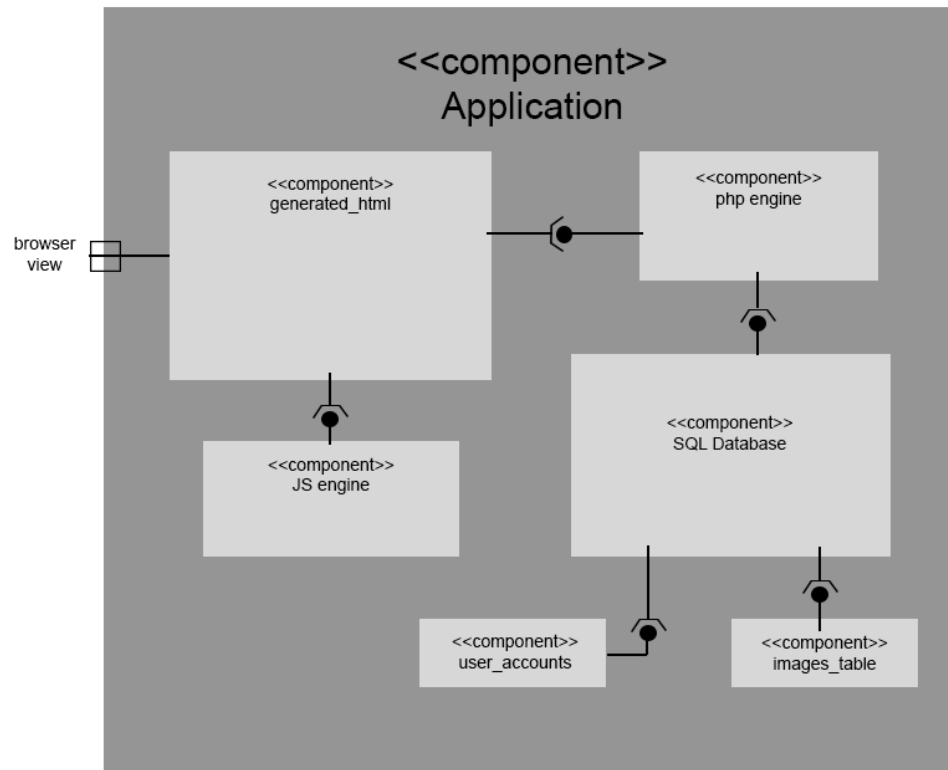 <<component>>
Application
<<component>>
generated_html
<<component>>
php engine
browser
view
<<component>>
SQL Database
<<component>>
JS engine
<<component>>
user_accounts
<<component>>
images_table